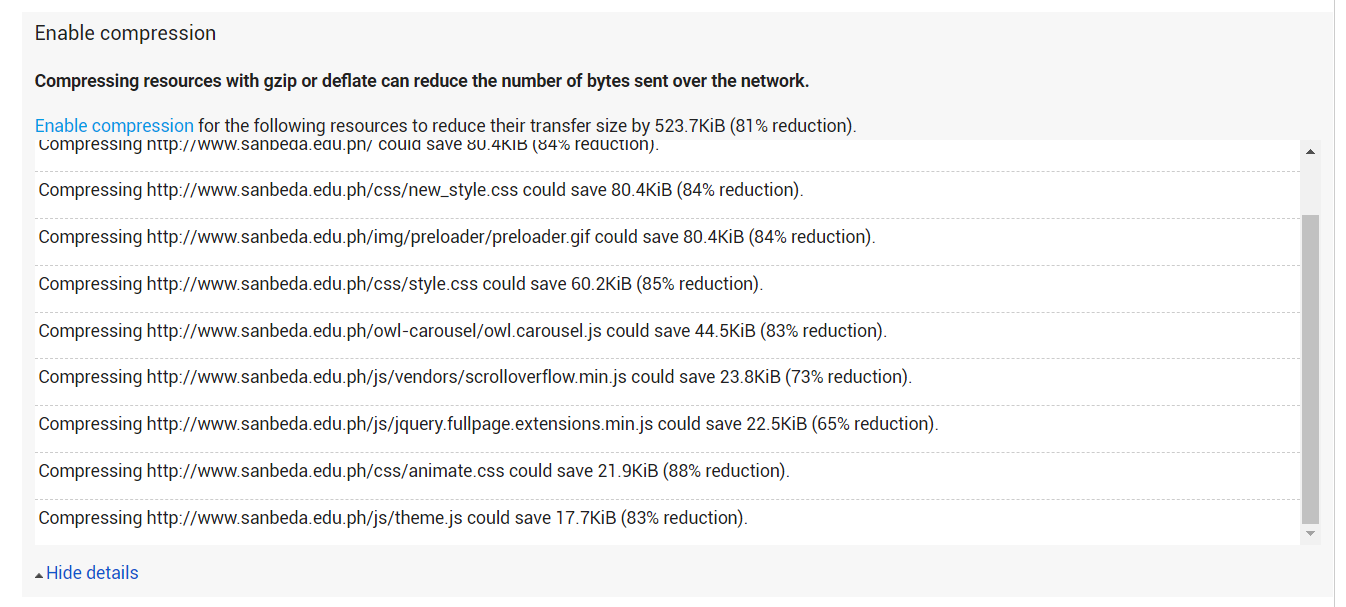 Enable compression
Compressing resources with gzip or deflate can reduce the number of bytes sent over the network.
Enable compression for the following resources to reduce their transfer size by 523.7KiB (81% reduction).
Compressing http://www.sanbeda.edu.ph/ could save 80.4KiB (84% reduction).
Compressing http://www.sanbeda.edu.ph/css/new_style.css could save 80.4KiB (84% reduction).
Compressing http://www.sanbeda.edu.ph/img/preloader/preloader.gif could save 80.4KiB (84% reduction).
Compressing http://www.sanbeda.edu.ph/css/style.css could save 60.2KiB (85% reduction).
Compressing http://www.sanbeda.edu.ph/owl-carousel/owl.carousel.js could save 44.5KiB (83% reduction).
Compressing http://www.sanbeda.edu.ph/js/vendors/scrolloverflow.min.js could save 23.8KiB (73% reduction).
Compressing http://www.sanbeda.edu.ph/js/jquery.fullpage.extensions.min.js could save 22.5KiB (65% reduction).
Compressing http://www.sanbeda.edu.ph/css/animate.css could save 21.9KiB (88% reduction).
Compressing http://www.sanbeda.edu.ph/js/theme.js could save 17.7KiB (83% reduction).
Hide details